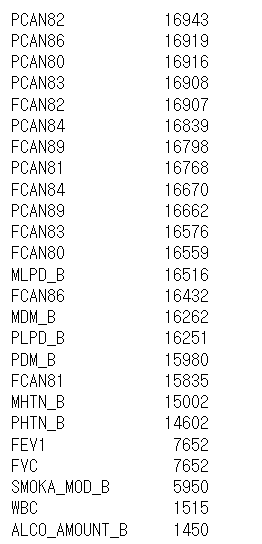 PCAN82 16943
PCAN86 16919
PCAN80 16916
PCAN83 16908
FCAN82 16907
PCAN84 16839
FCAN89 16798
PCAN81 16768
FCAN84 16670
PCAN89 16662
FCAN83 16576
FCAN80 16559
MLPD_B 16516
FCAN86 16432
MDM_B 16262
PLPD_B 16251
PDM_B 15980
FCAN81 15835
MHTN_B 15002
PHTN_B 14602
FEV1 7652
FVC 7652
SMOKA_MOD_B 5950
WBC 1515
ALCO_AMOUNT_B 1450